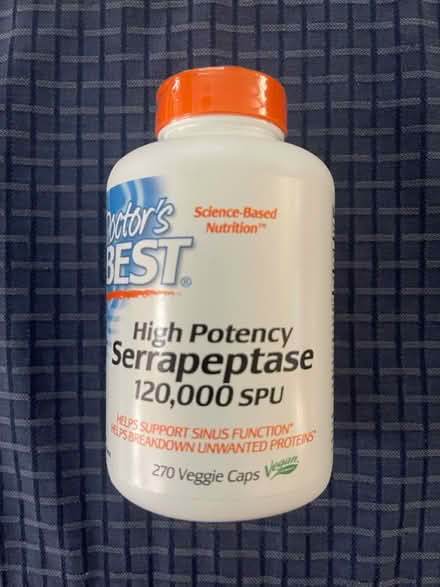 Doctor's
BEST®
Science-Based
Nutrition™
High Potency
Serrapeptase
120,000 SPU
HELPS SUPPORT SINUS FUNCTION*
HELPS BREAKDOWN UNWANTED PROTEINS*
270 Veggie Caps
Vegan